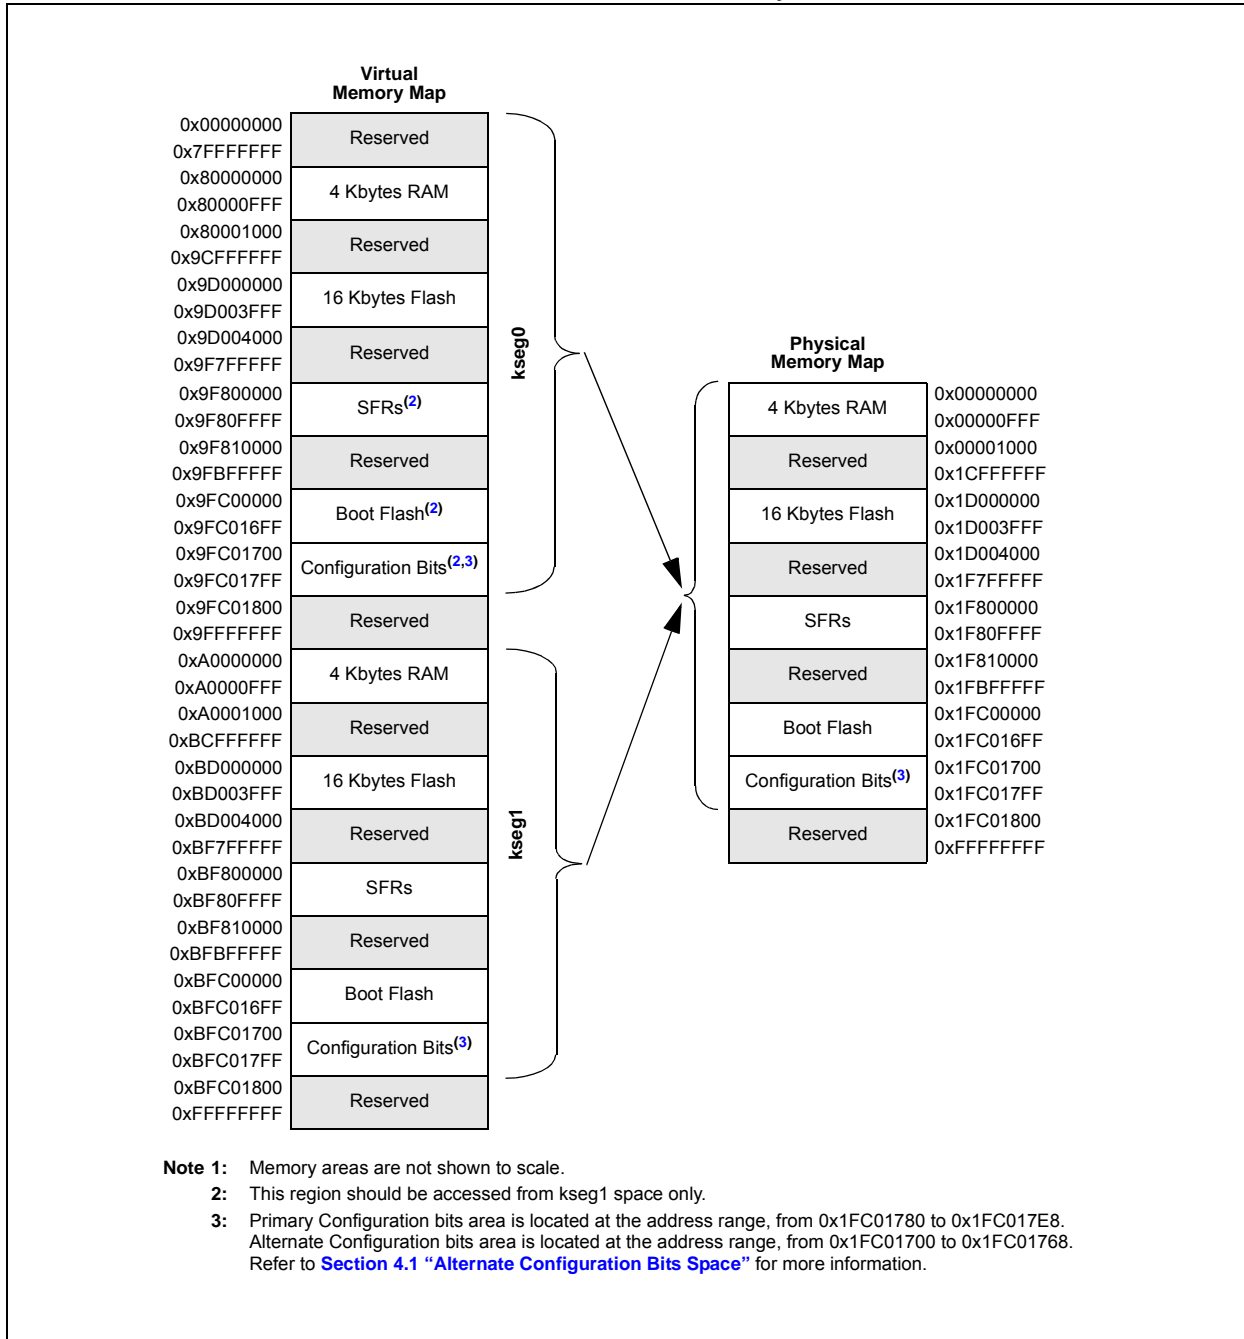 Virtual
Memory Map
0x00000000
Reserved
0x7FFFFFFF
0x80000000
4 Kbytes RAM
0x80000FFF
0x80001000
Reserved
0x9CFFFFFF
0x9D000000
16 Kbytes Flash
0x9D003FFF
0x9D004000
Reserved
0x9F7FFFFF
0x9F800000
SFRs(2)
0x9F80FFFF
0x9F810000
Reserved
0x9FBFFFFF
0x9FC00000
Boot Flash(2)
0x9FC016FF
0x9FC01700
Configuration Bits(2,3)
0x9FC017FF
0x9FC01800
Reserved
0x9FFFFFFF
0xA0000000
4 Kbytes RAM
0xA0000FFF
0xA0001000
Reserved
0xBCFFFFFF
0xBD000000
16 Kbytes Flash
0xBD003FFF
0xBD004000
Reserved
0xBF7FFFFF
0xBF800000
SFRs
0xBF80FFFF
0xBF810000
Reserved
0xBFBFFFFF
0xBFC00000
Boot Flash
0xBFC016FF
0xBFC01700
Configuration Bits(3)
0xBFC017FF
0xBFC01800
Reserved
0xFFFFFFFF
kseg0
kseg1
Physical
Memory Map
4 Kbytes RAM
0x00000000
0x00000FFF
Reserved
0x00001000
0x1CFFFFFF
16 Kbytes Flash
0x1D000000
0x1D003FFF
Reserved
0x1D004000
0x1F7FFFFF
SFRs
0x1F800000
0x1F80FFFF
Reserved
0x1F810000
0x1FBFFFFF
Boot Flash
0x1FC00000
0x1FC016FF
Configuration Bits(3)
0x1FC01700
0x1FC017FF
Reserved
0x1FC01800
0xFFFFFFFF
Note 1: Memory areas are not shown to scale.
2: This region should be accessed from kseg1 space only.
3: Primary Configuration bits area is located at the address range, from 0x1FC01780 to 0x1FC017E8.
Alternate Configuration bits area is located at the address range, from 0x1FC01700 to 0x1FC01768.
Refer to Section 4.1 “Alternate Configuration Bits Space” for more information.